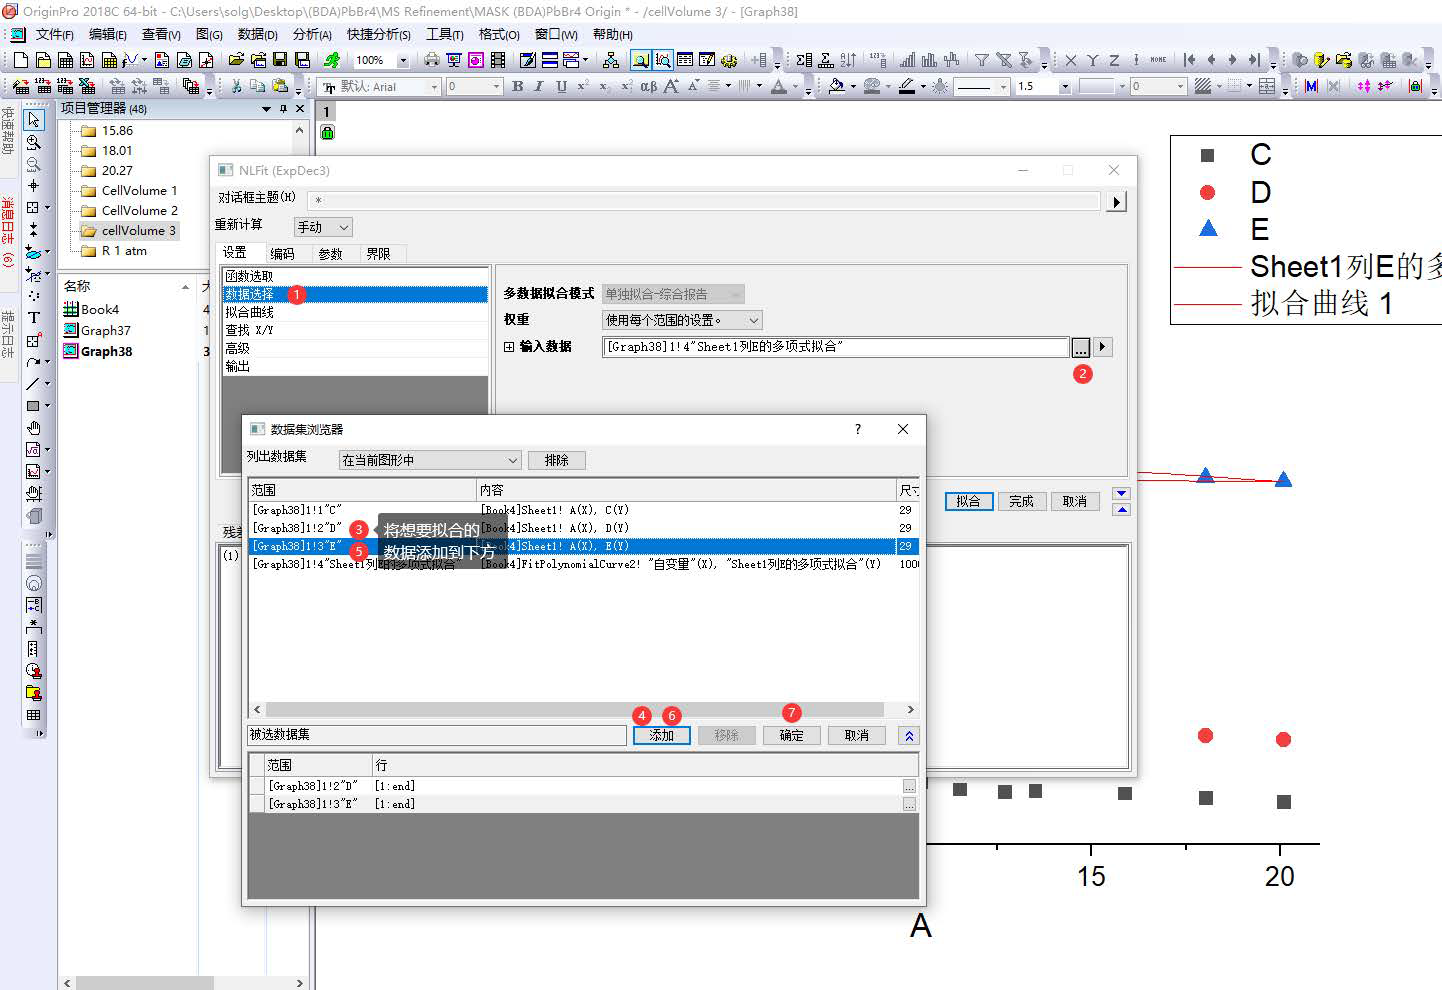 OriginPro 2018C 64-bit - C:\Users\solg\Desktop\(BDA)PbBr4\MS Refinement\MASK (BDA)PbBr4 Origin * - /cellVolume 3/ - [Graph38]
文件(F) 编辑(E) 查看(V) 图(G) 数据(D) 分析(A) 快捷分析(S) 工具(T) 格式(O) 窗口(W) 帮助(H)
100%
X Y Z NONE
默认: Arial 0 B I U αβ A A 1.5 0
项目管理器 (48)
快速帮助
消息日志 (6)
提示日志
15.86
18.01
20.27
CellVolume 1
CellVolume 2
cellVolume 3
R 1 atm
名称
Book4 4
Graph37 1
Graph38 3
1
NLFit (ExpDec3)
对话框主题(H) *
重新计算 手动
设置 编码 参数 界限
函数选取
数据选择 1
拟合曲线
查找 X/Y
高级
输出
多数据拟合模式 单独拟合-综合报告
权重 使用每个范围的设置。
输入数据 [Graph38]1!4"Sheet1列E的多项式拟合" ...
2
拟合 完成 取消
(1)
数据集浏览器 ?
列出数据集 在当前图形中 排除
范围 内容 尺寸
[Graph38]1!1"C" [Book4]Sheet1! A(X), C(Y) 29
[Graph38]1!2"D" 3 将想要拟合的 [Book4]Sheet1! A(X), D(Y) 29
[Graph38]1!3"E" 5 数据添加到下方 [Book4]Sheet1! A(X), E(Y) 29
[Graph38]1!4"Sheet1列E的多项式拟合" [Book4]FitPolynomialCurve2! "自变量"(X), "Sheet1列E的多项式拟合"(Y) 1000
4 6 7
被选数据集 添加 移除 确定 取消
范围 行
[Graph38]1!2"D" [1:end] ...
[Graph38]1!3"E" [1:end] ...
C
D
E
Sheet1列E的多
拟合曲线 1
15 20
A